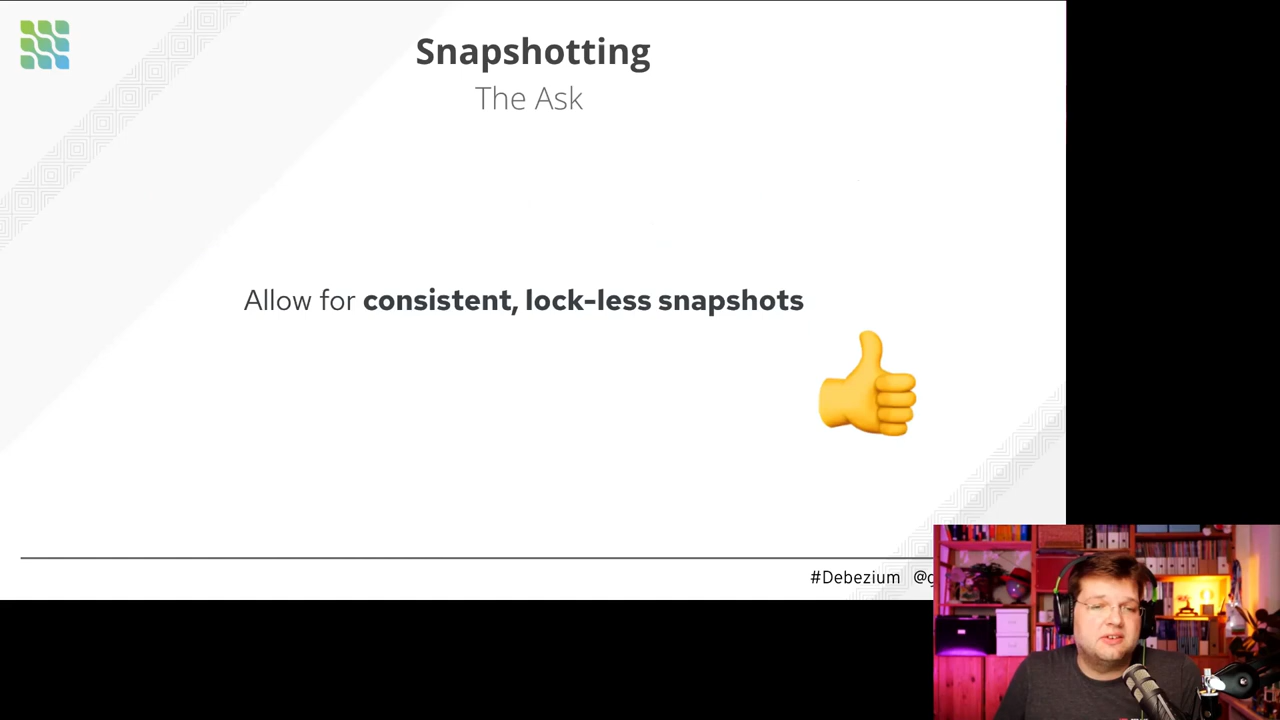 Snapshotting
The Ask
Allow for consistent, lock-less snapshots
#Debezium @g